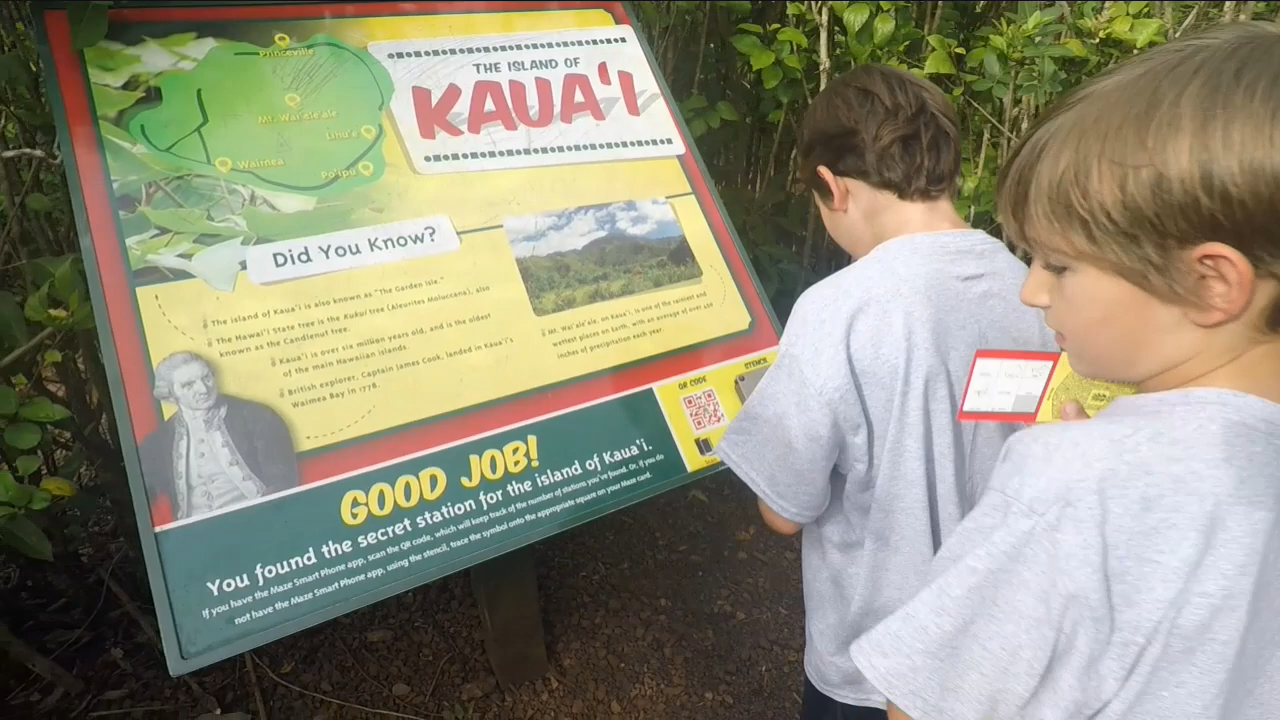 Princeville
THE ISLAND OF
KAUAʻI
Mt. Wai'ele'ale
Lihu'e
Waimea
Po'ipu
Did You Know?
The island of Kaua'i is also known as "The Garden Isle."
The Hawai'i State tree is the Kukui tree (Aleurites Moluccans), also
known as the Candlenut tree.
Kaua'i is over six million years old, and is the oldest
of the main Hawaiian islands.
British explorer, Captain James Cook, landed in Kaua'i's
Waimea Bay in 1778.
Mt. Wai'ale'ale, on Kaua'i, is one of the rainiest and
wettest places on Earth, with an average of over 450
inches of precipitation each year.
QR CODE
STENCIL
GOOD JOB!
You found the secret station for the island of Kaua'i.
If you have the Maze Smart Phone app, scan the QR code, which will keep track of the number of stations you've found. Or, if you do
not have the Maze Smart Phone app, using the stencil, trace the symbol onto the appropriate square on your Maze card.